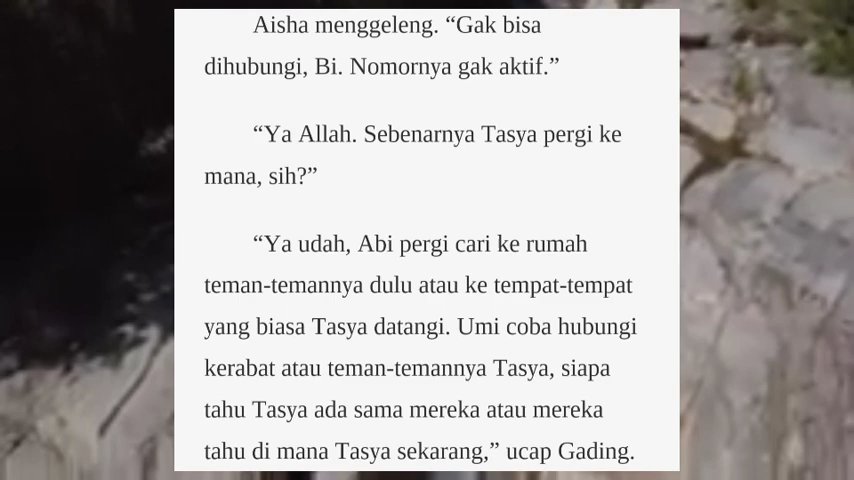 Aisha menggeleng. “Gak bisa
dihubungi, Bi. Nomornya gak aktif.”
“Ya Allah. Sebenarnya Tasya pergi ke
mana, sih?”
“Ya udah, Abi pergi cari ke rumah
teman-temannya dulu atau ke tempat-tempat
yang biasa Tasya datangi. Umi coba hubungi
kerabat atau teman-temannya Tasya, siapa
tahu Tasya ada sama mereka atau mereka
tahu di mana Tasya sekarang,” ucap Gading.